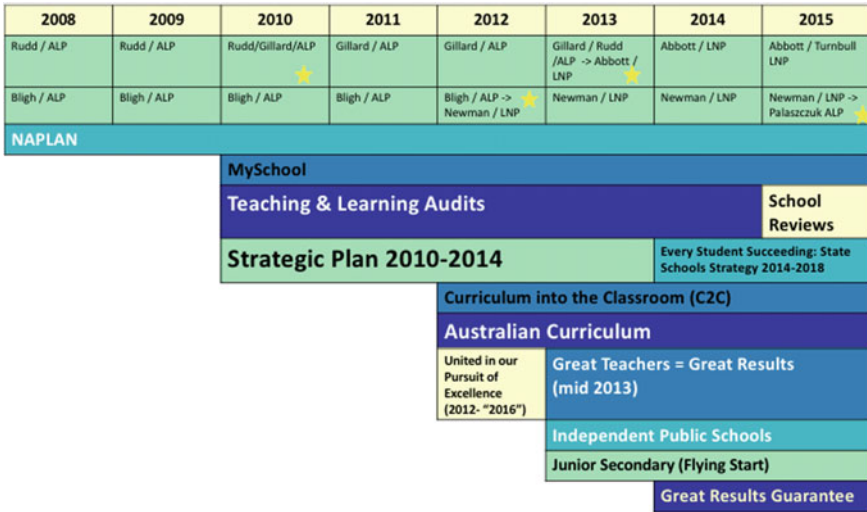 2008 2009 2010 2011 2012 2013 2014 2015
Rudd / ALP Rudd / ALP Rudd/Gillard/ALP Gillard / ALP Gillard / ALP Gillard / Rudd Abbott / LNP Abbott / Turnbull
/ALP -> Abbott / LNP
LNP
Bligh / ALP Bligh / ALP Bligh / ALP Bligh / ALP Bligh / ALP -> Newman / LNP Newman / LNP Newman / LNP ->
Newman / LNP Palaszczuk ALP
NAPLAN
MySchool
Teaching & Learning Audits
School
Reviews
Strategic Plan 2010-2014
Every Student Succeeding: State
Schools Strategy 2014-2018
Curriculum into the Classroom (C2C)
Australian Curriculum
United in our
Pursuit of
Excellence
(2012- “2016”)
Great Teachers = Great Results
(mid 2013)
Independent Public Schools
Junior Secondary (Flying Start)
Great Results Guarantee